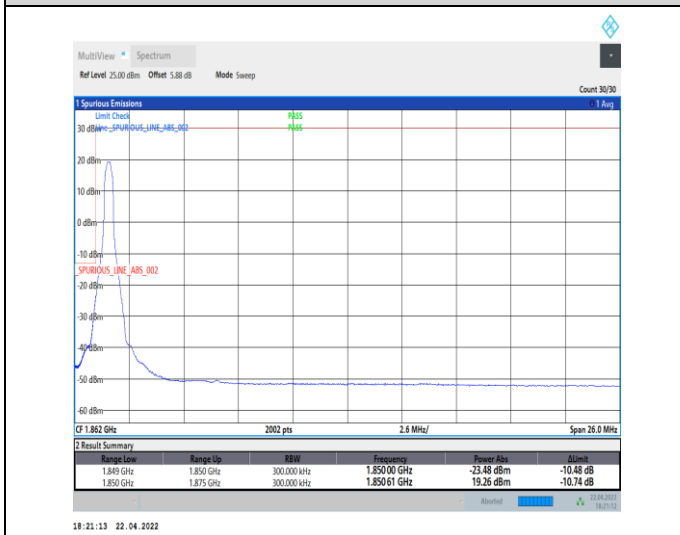 MultiView Spectrum
Ref Level 25.00 dBm Offset 5.88 dB Mode Sweep
Count 30/30
1 Spurious Emissions 1 Avg
Limit Check PASS
Line _SPURIOUS_LINE_ABS_002 PASS
30 dBm
20 dBm
10 dBm
0 dBm
-10 dBm
_SPURIOUS_LINE_ABS_002
-20 dBm
-30 dBm
-40 dBm
-50 dBm
-60 dBm
CF 1.862 GHz 2002 pts 2.6 MHz/ Span 26.0 MHz
2 Result Summary
Range Low Range Up RBW Frequency Power Abs ΔLimit
1.849 GHz 1.850 GHz 300.000 kHz 1.85000 GHz -23.48 dBm -10.48 dB
1.850 GHz 1.875 GHz 300.000 kHz 1.85061 GHz 19.26 dBm -10.74 dB
Aborted 22.04.2022
18:21:12
18:21:13 22.04.2022